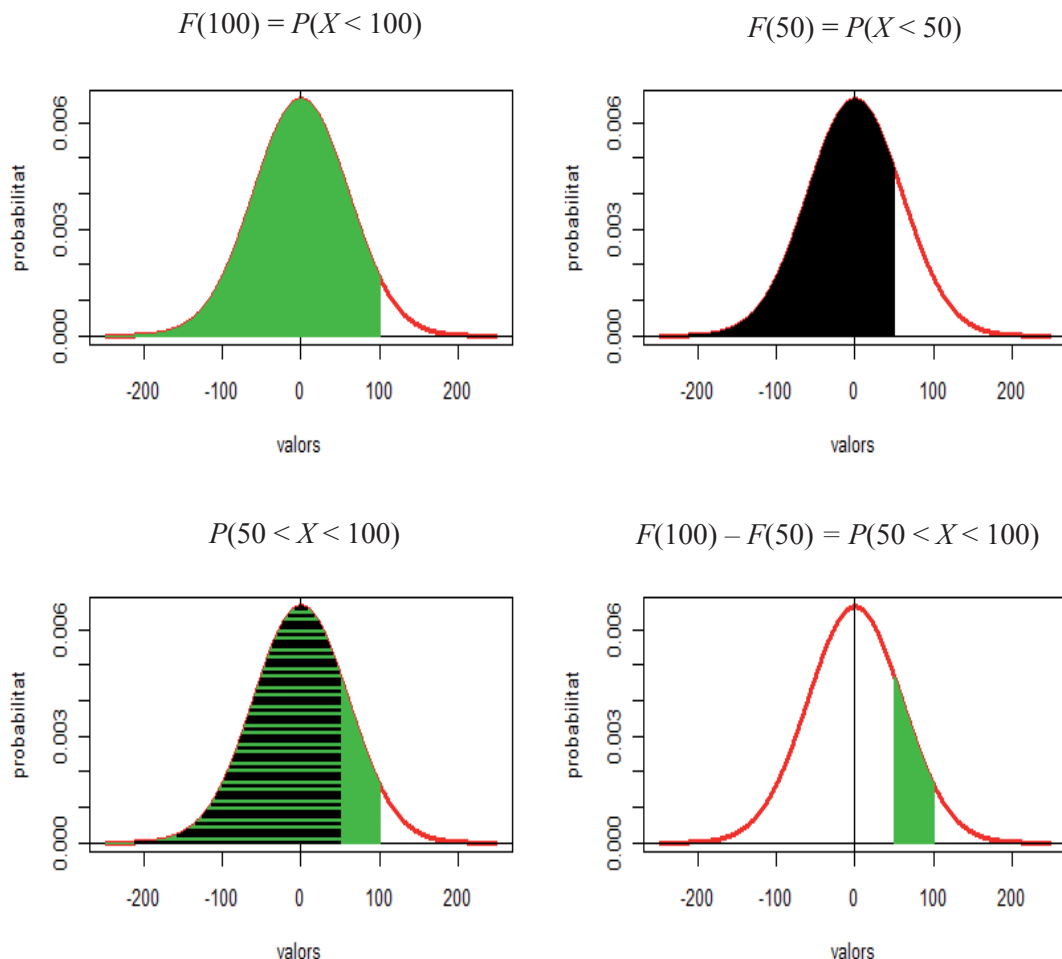 F(100) = P(X < 100)
probabilitat
0.006
0.003
0.000
-200 -100 0 100 200
valors
F(50) = P(X < 50)
probabilitat
0.006
0.003
0.000
-200 -100 0 100 200
valors
P(50 < X < 100)
probabilitat
0.006
0.003
0.000
-200 -100 0 100 200
valors
F(100) – F(50) = P(50 < X < 100)
probabilitat
0.006
0.003
0.000
-200 -100 0 100 200
valors